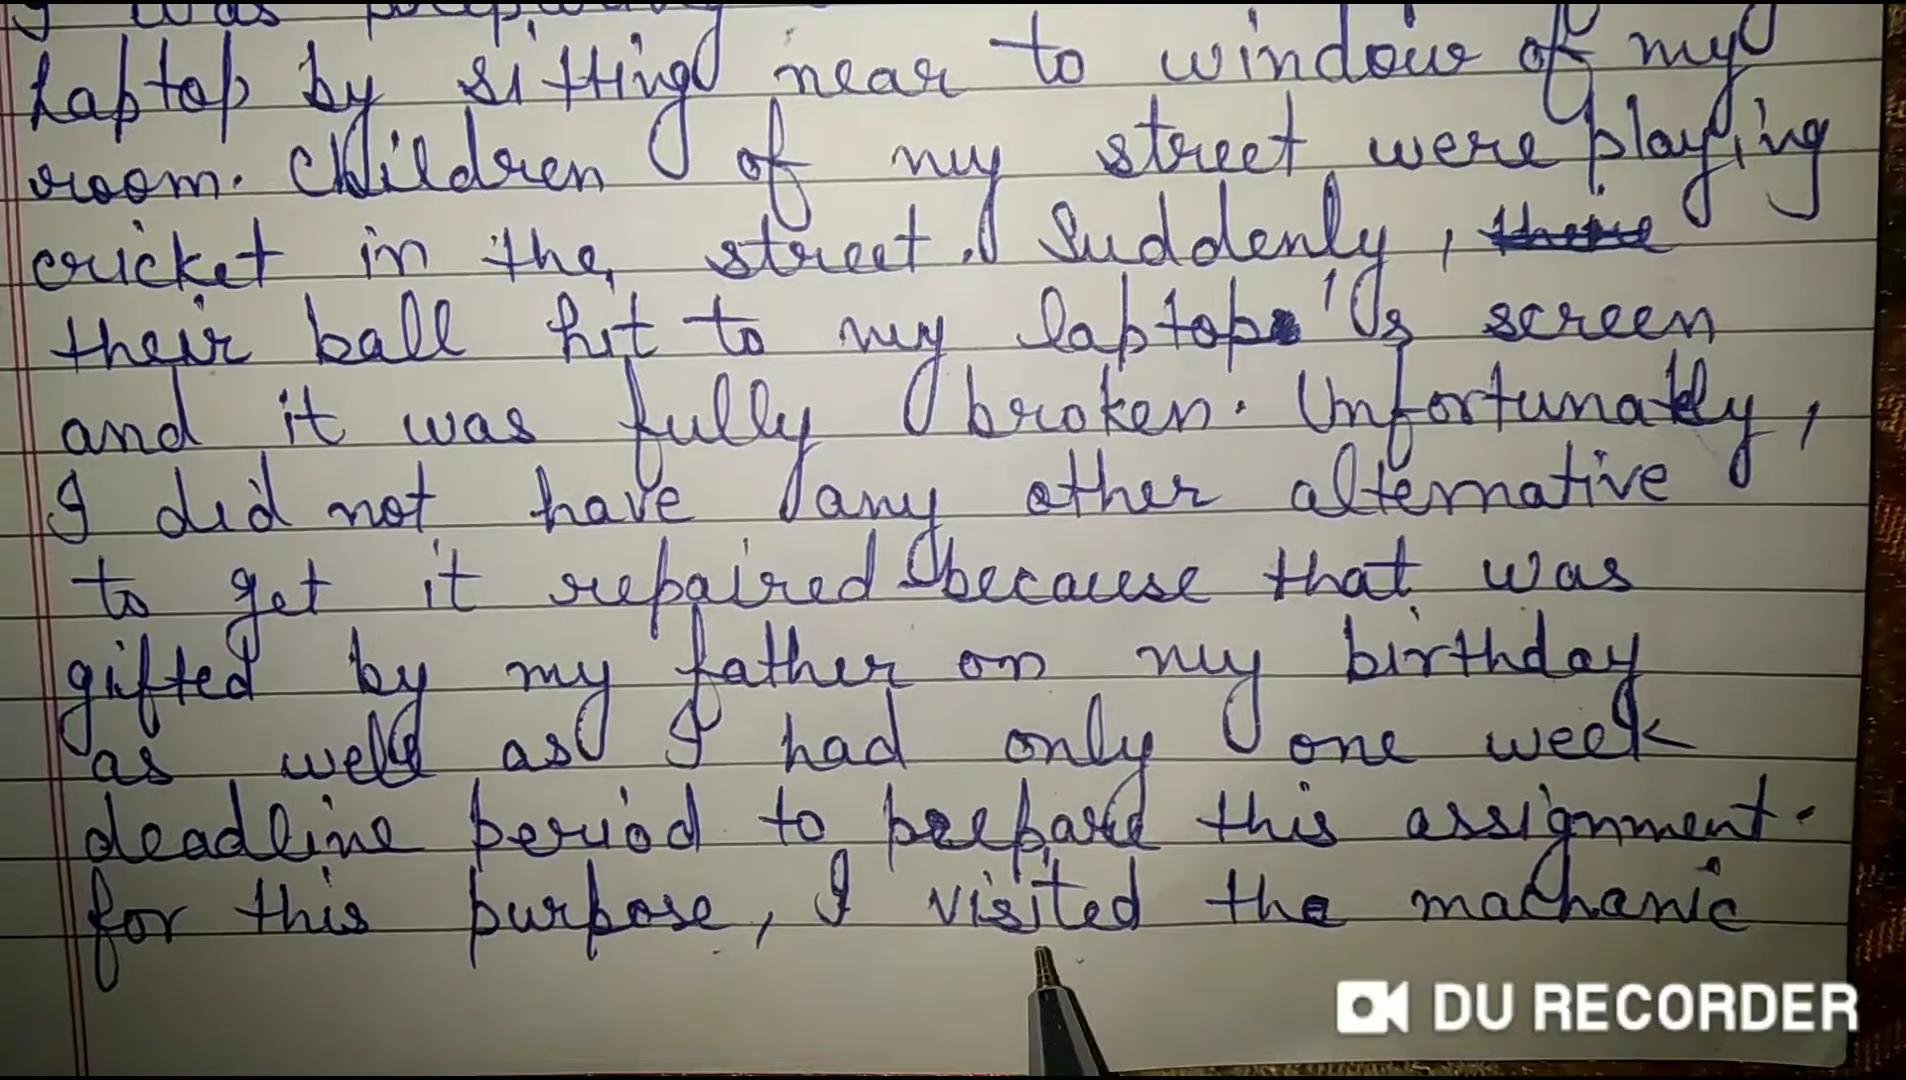 I was
Laptop by sitting near to window of my
room. Children of my street were playing
cricket in the street. Suddenly,
their ball hit to my laptop's screen
and it was fully broken. Unfortunately,
I did not have any other alternative
to get it repaired because that was
gifted by my father on my birthday
as well as I had only one week
deadline period to prepare this assignment.
for this purpose, I visited the machanic
DU RECORDER